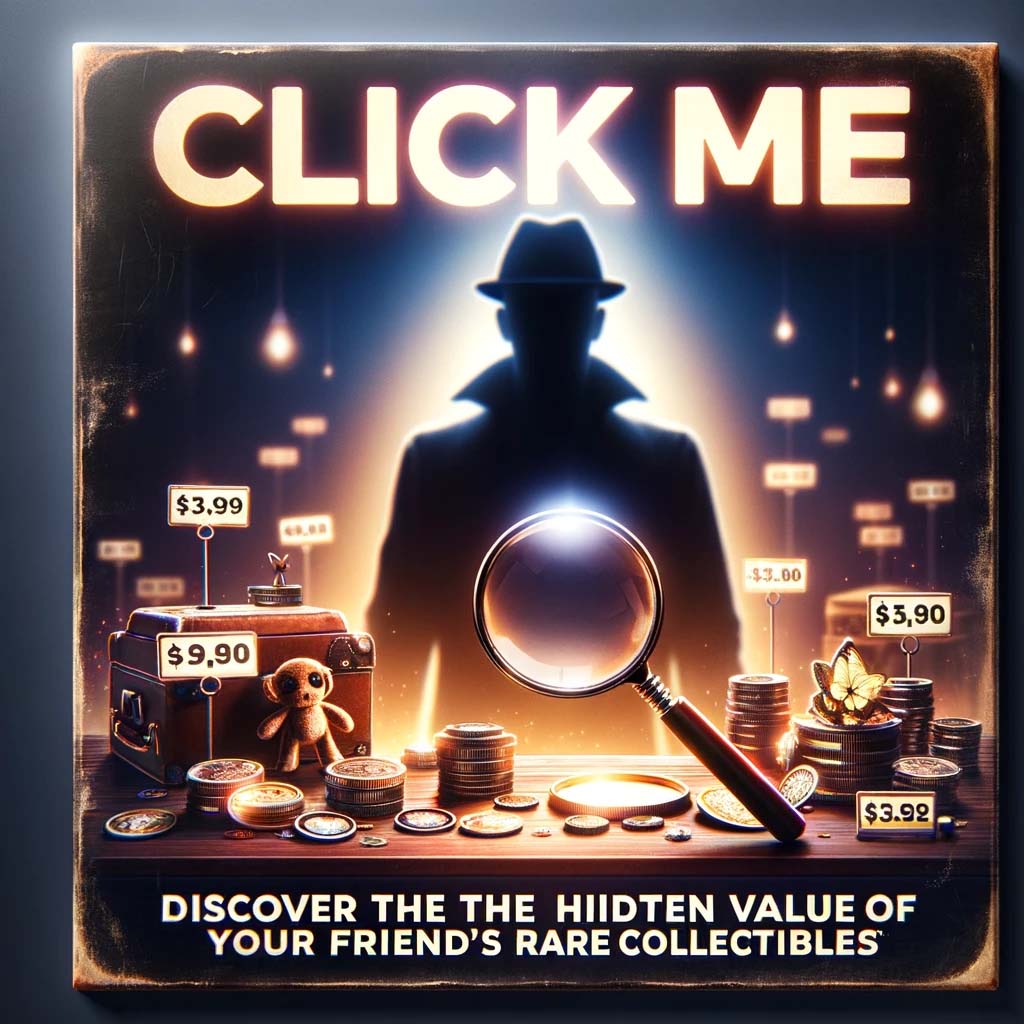 CLICK ME
$3.99
$9.90
$3,90
$3.92
DISCOVER THE THE HIIDTEN VALUE OF
YOUR FRIEND'S RARE COLLECTIBLES